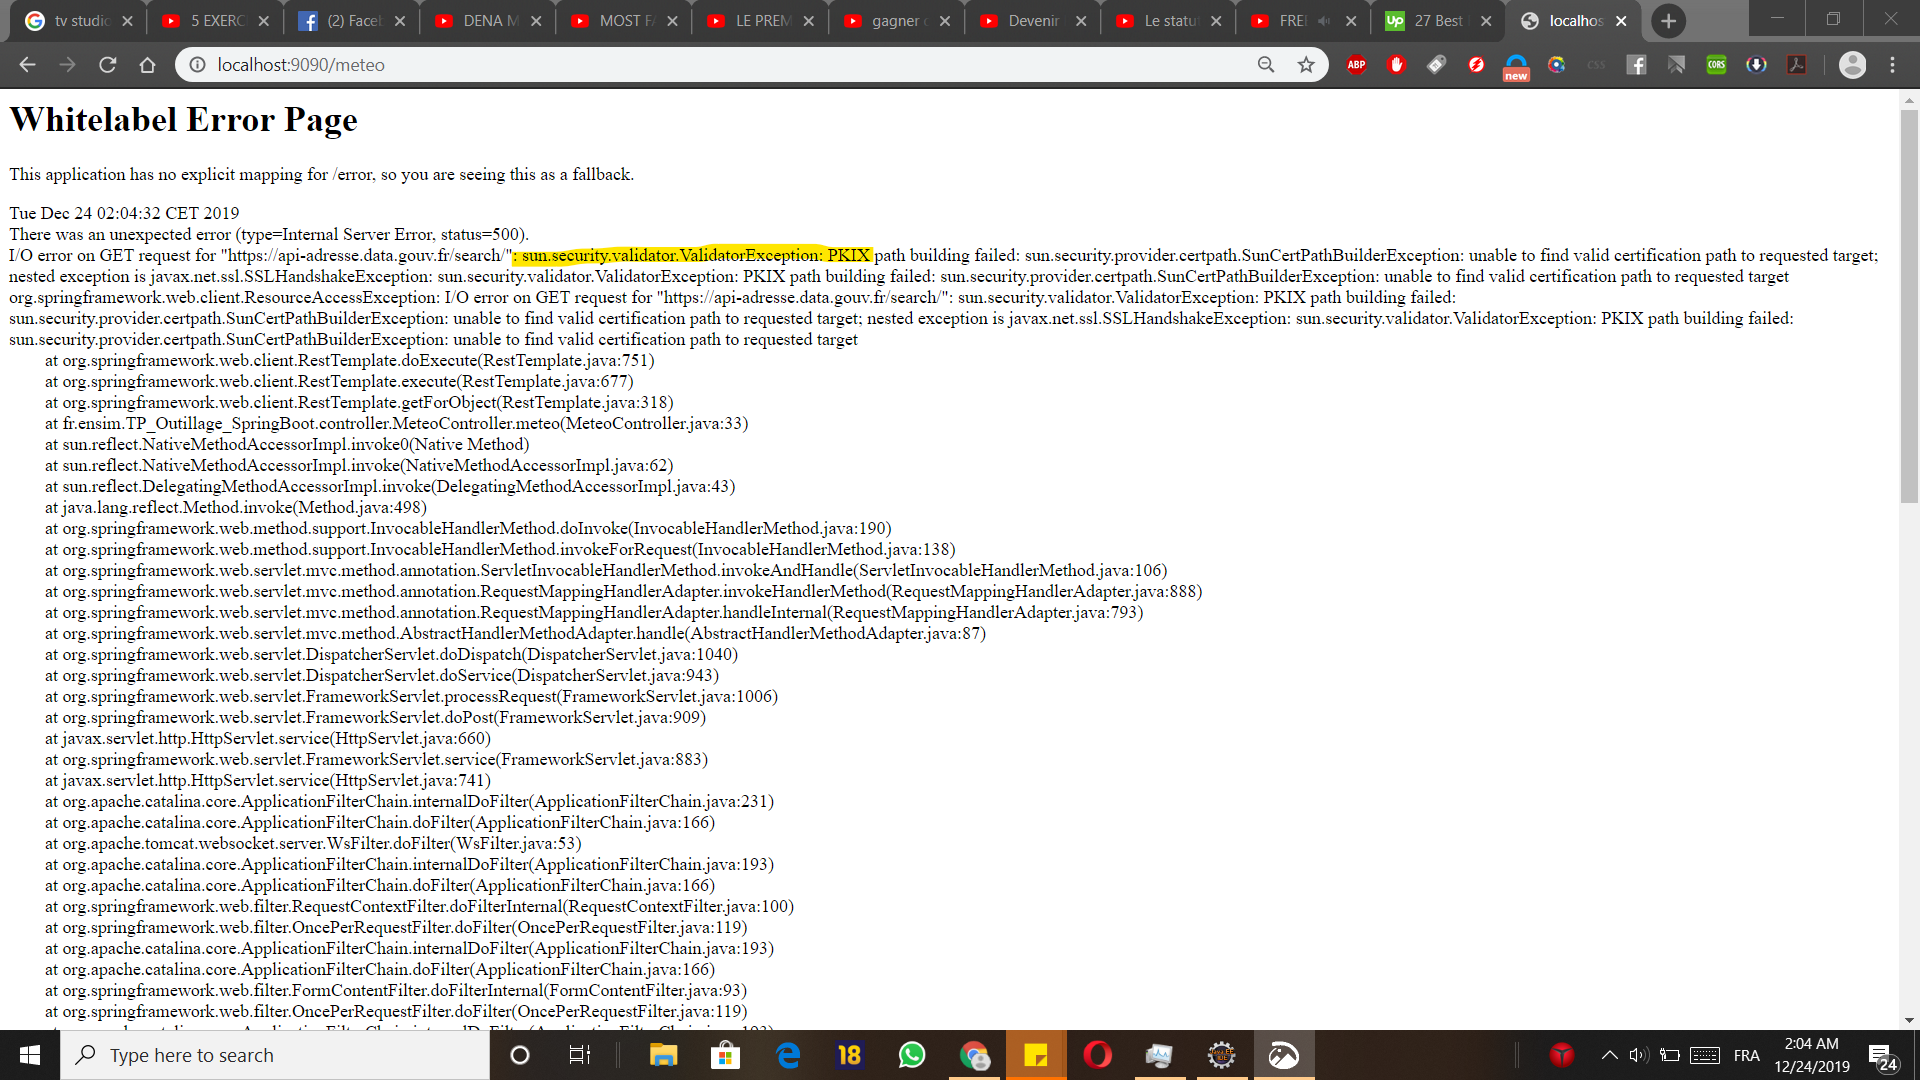 tv studio
5 EXERC
(2) Faceb
DENA M
MOST FA
LE PREM
gagner
Devenir
Le statu
FREE
Up
27 Best
localhos
localhost:9090/meteo
ABP
new
CSS
CORS
Whitelabel Error Page
This application has no explicit mapping for /error, so you are seeing this as a fallback.
Tue Dec 24 02:04:32 CET 2019
There was an unexpected error (type=Internal Server Error, status=500).
I/O error on GET request for "https://api-adresse.data.gouv.fr/search/": sun.security.validator.ValidatorException: PKIX path building failed: sun.security.provider.certpath.SunCertPathBuilderException: unable to find valid certification path to requested target;
nested exception is javax.net.ssl.SSLHandshakeException: sun.security.validator.ValidatorException: PKIX path building failed: sun.security.provider.certpath.SunCertPathBuilderException: unable to find valid certification path to requested target
org.springframework.web.client.ResourceAccessException: I/O error on GET request for "https://api-adresse.data.gouv.fr/search/": sun.security.validator.ValidatorException: PKIX path building failed:
sun.security.provider.certpath.SunCertPathBuilderException: unable to find valid certification path to requested target; nested exception is javax.net.ssl.SSLHandshakeException: sun.security.validator.ValidatorException: PKIX path building failed:
sun.security.provider.certpath.SunCertPathBuilderException: unable to find valid certification path to requested target
at org.springframework.web.client.RestTemplate.doExecute(RestTemplate.java:751)
at org.springframework.web.client.RestTemplate.execute(RestTemplate.java:677)
at org.springframework.web.client.RestTemplate.getForObject(RestTemplate.java:318)
at fr.ensim.TP_Outillage_SpringBoot.controller.MeteoController.meteo(MeteoController.java:33)
at sun.reflect.NativeMethodAccessorImpl.invoke0(Native Method)
at sun.reflect.NativeMethodAccessorImpl.invoke(NativeMethodAccessorImpl.java:62)
at sun.reflect.DelegatingMethodAccessorImpl.invoke(DelegatingMethodAccessorImpl.java:43)
at java.lang.reflect.Method.invoke(Method.java:498)
at org.springframework.web.method.support.InvocableHandlerMethod.doInvoke(InvocableHandlerMethod.java:190)
at org.springframework.web.method.support.InvocableHandlerMethod.invokeForRequest(InvocableHandlerMethod.java:138)
at org.springframework.web.servlet.mvc.method.annotation.ServletInvocableHandlerMethod.invokeAndHandle(ServletInvocableHandlerMethod.java:106)
at org.springframework.web.servlet.mvc.method.annotation.RequestMappingHandlerAdapter.invokeHandlerMethod(RequestMappingHandlerAdapter.java:888)
at org.springframework.web.servlet.mvc.method.annotation.RequestMappingHandlerAdapter.handleInternal(RequestMappingHandlerAdapter.java:793)
at org.springframework.web.servlet.mvc.method.AbstractHandlerMethodAdapter.handle(AbstractHandlerMethodAdapter.java:87)
at org.springframework.web.servlet.DispatcherServlet.doDispatch(DispatcherServlet.java:1040)
at org.springframework.web.servlet.DispatcherServlet.doService(DispatcherServlet.java:943)
at org.springframework.web.servlet.FrameworkServlet.processRequest(FrameworkServlet.java:1006)
at org.springframework.web.servlet.FrameworkServlet.doPost(FrameworkServlet.java:909)
at javax.servlet.http.HttpServlet.service(HttpServlet.java:660)
at org.springframework.web.servlet.FrameworkServlet.service(FrameworkServlet.java:883)
at javax.servlet.http.HttpServlet.service(HttpServlet.java:741)
at org.apache.catalina.core.ApplicationFilterChain.internalDoFilter(ApplicationFilterChain.java:231)
at org.apache.catalina.core.ApplicationFilterChain.doFilter(ApplicationFilterChain.java:166)
at org.apache.tomcat.websocket.server.WsFilter.doFilter(WsFilter.java:53)
at org.apache.catalina.core.ApplicationFilterChain.internalDoFilter(ApplicationFilterChain.java:193)
at org.apache.catalina.core.ApplicationFilterChain.doFilter(ApplicationFilterChain.java:166)
at org.springframework.web.filter.RequestContextFilter.doFilterInternal(RequestContextFilter.java:100)
at org.springframework.web.filter.OncePerRequestFilter.doFilter(OncePerRequestFilter.java:119)
at org.apache.catalina.core.ApplicationFilterChain.internalDoFilter(ApplicationFilterChain.java:193)
at org.apache.catalina.core.ApplicationFilterChain.doFilter(ApplicationFilterChain.java:166)
at org.springframework.web.filter.FormContentFilter.doFilterInternal(FormContentFilter.java:93)
at org.springframework.web.filter.OncePerRequestFilter.doFilter(OncePerRequestFilter.java:119)
at org.apache.catalina.core.ApplicationFilterChain.internalDoFilter(ApplicationFilterChain.java:193)
Type here to search
18
FRA
2:04 AM
12/24/2019
24